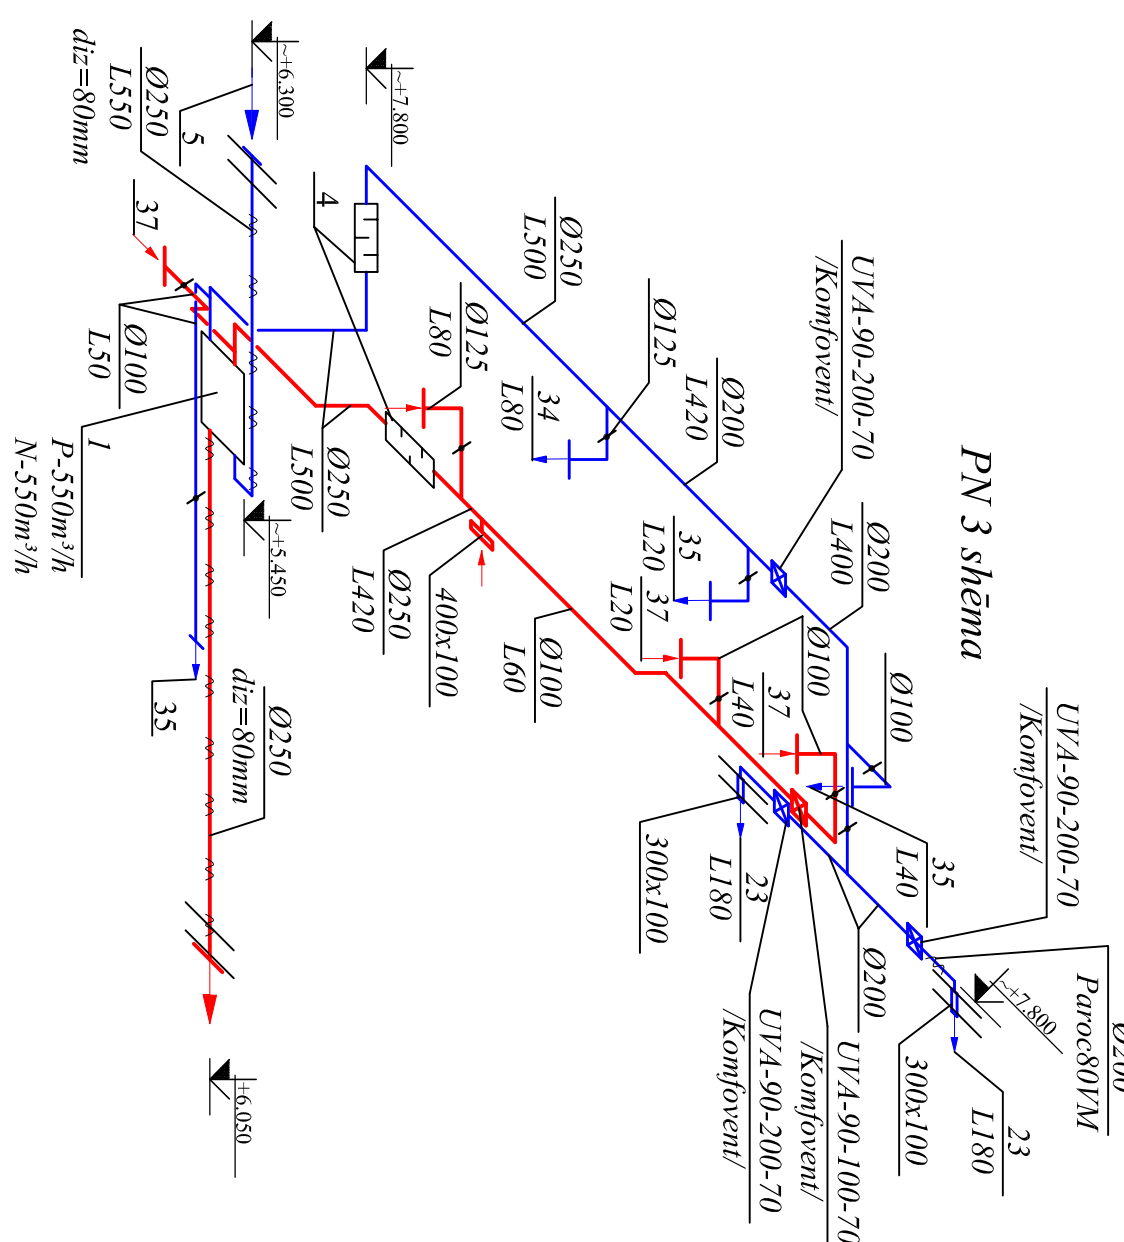 PN 3 shēma
~+6.300
~+7.800
5
Ø250
L550
diz=80mm
37
4
Ø100
L50
1
P-550m³/h
N-550m³/h
Ø250
L500
Ø125
L80
Ø250
L500
~+5.450
34
L80
Ø125
Ø200
L420
UVA-90-200-70
/Komfovent/
Ø200
L400
35
L20
37
L20
Ø250
L420
400x100
Ø100
L60
Ø100
37
L40
Ø100
35
Ø250
diz=80mm
+6.050
300x100
23
L180
35
L40
Ø200
UVA-90-200-70
/Komfovent/
UVA-90-100-70
/Komfovent/
UVA-90-200-70
/Komfovent/
Ø200
Paroc80VM
~+7.800
300x100
23
L180